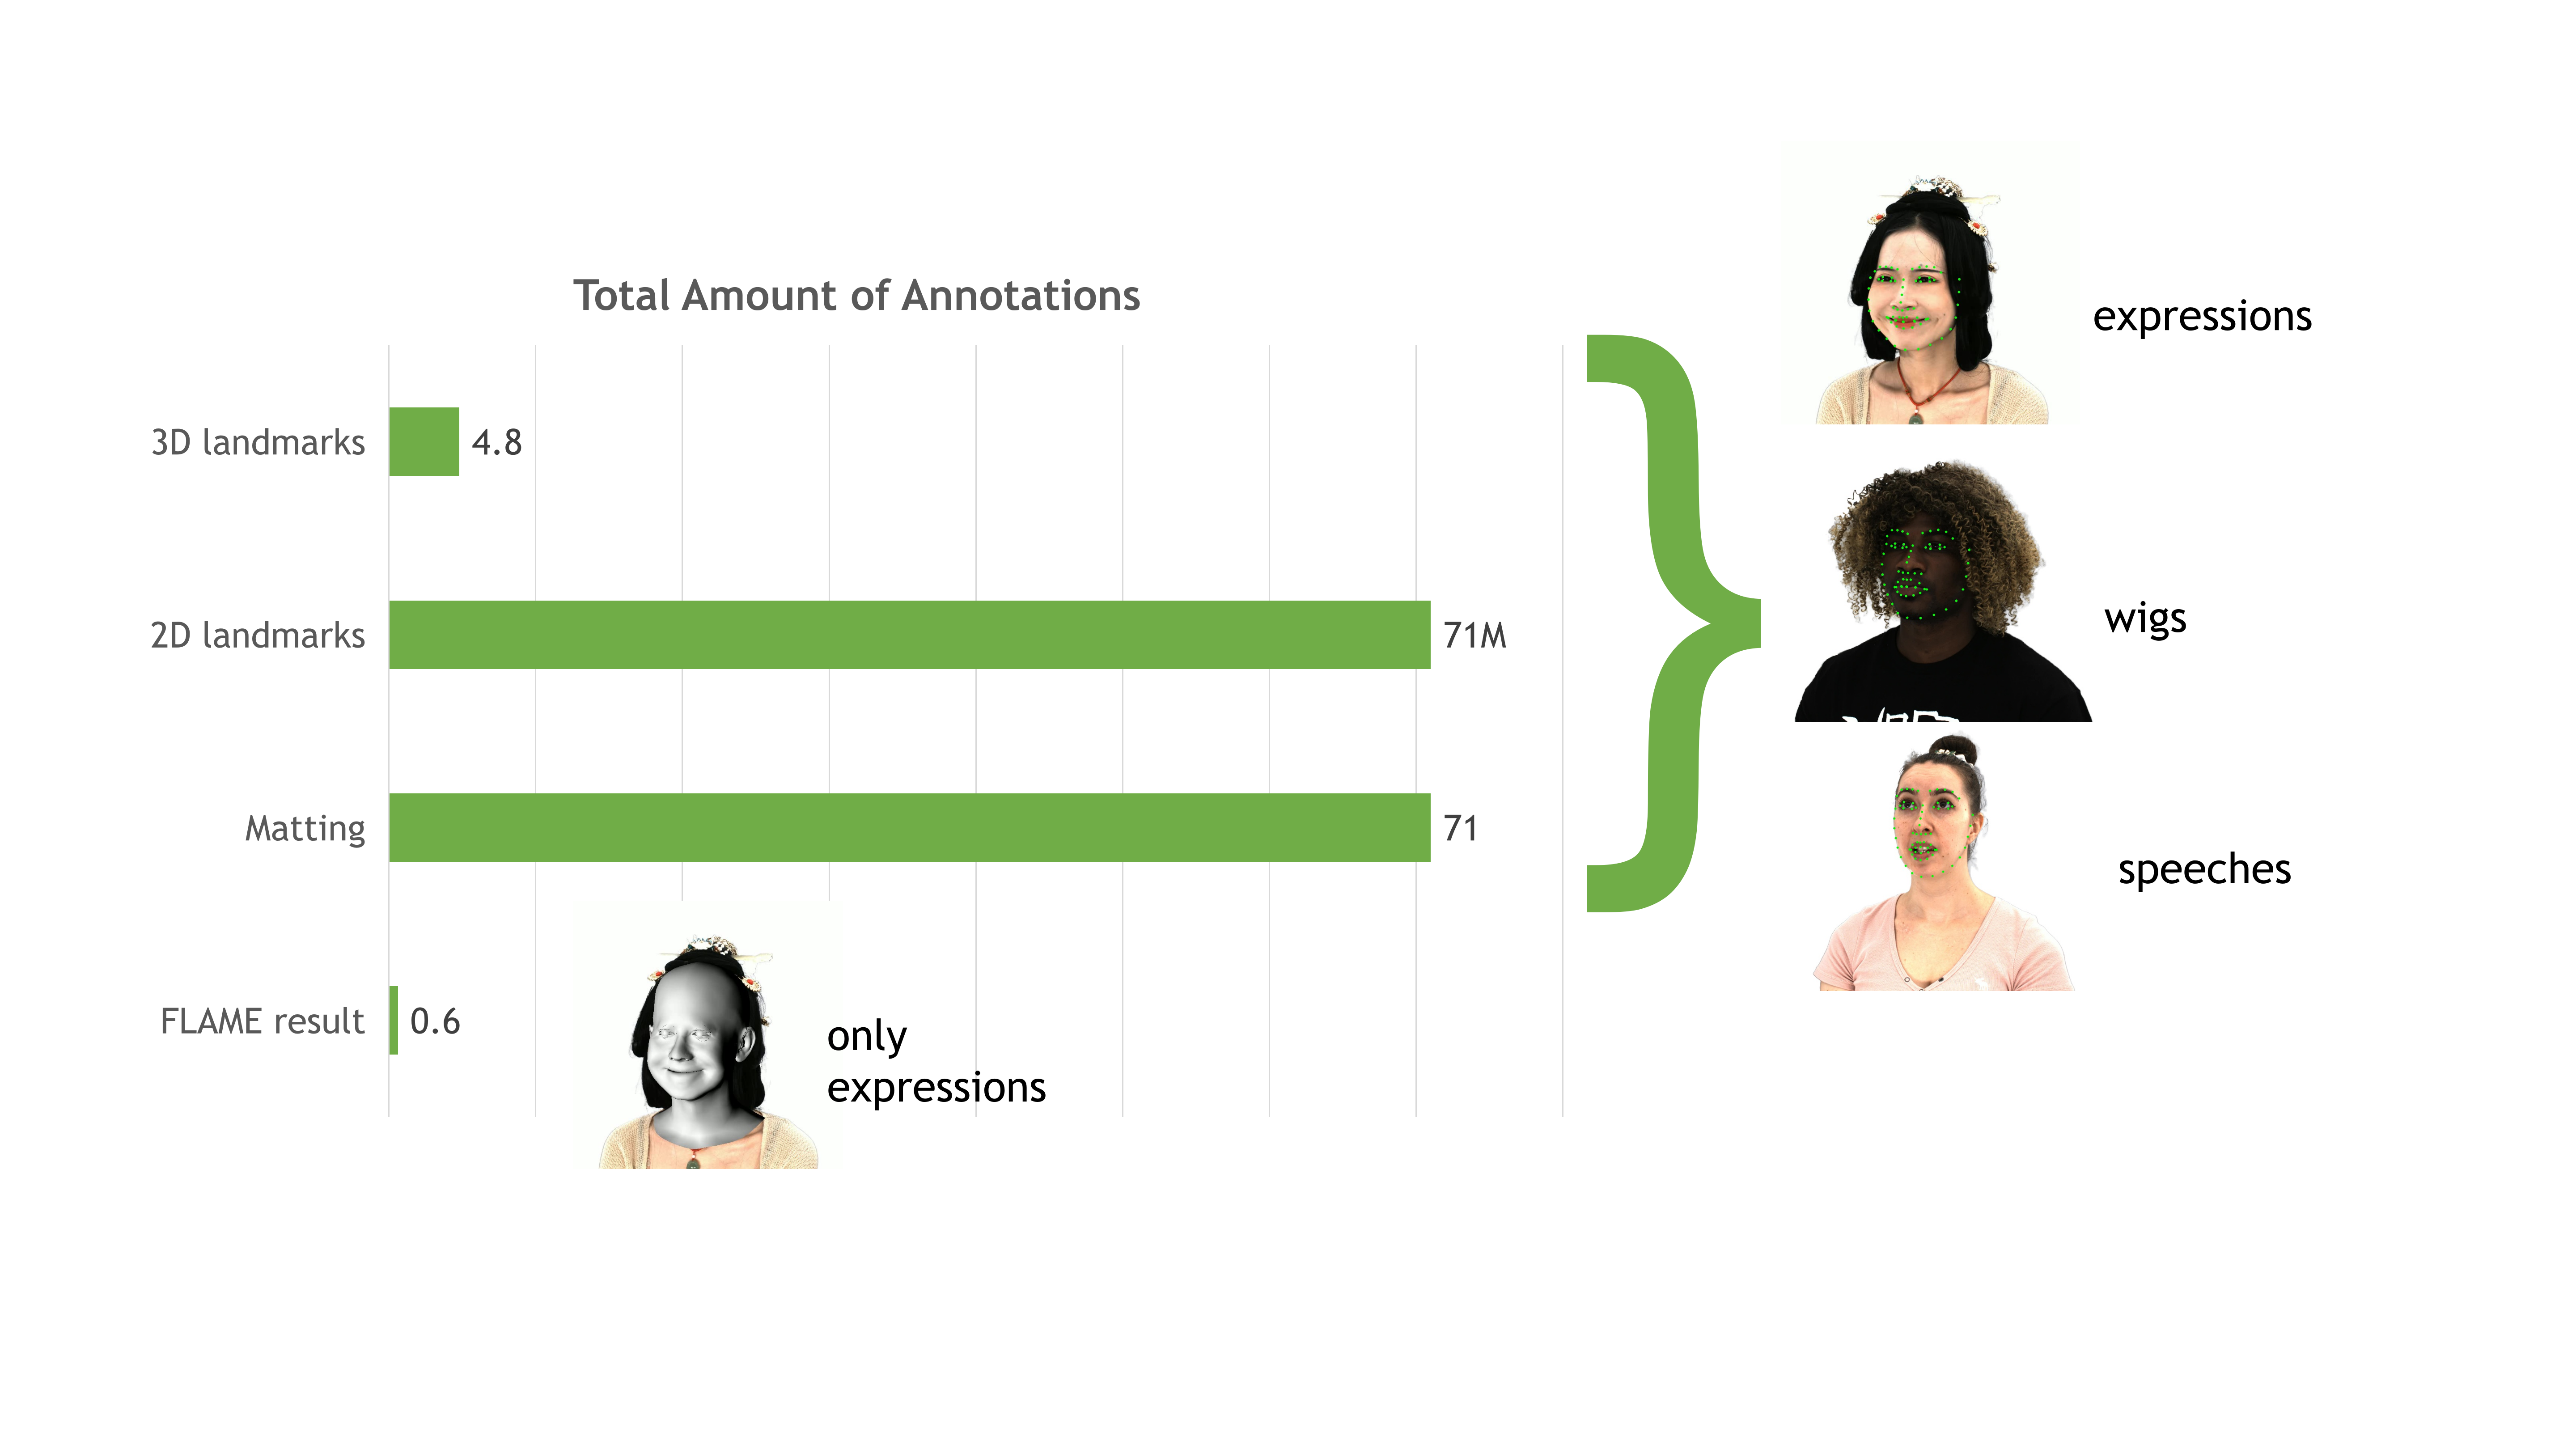 Total Amount of Annotations
3D landmarks
4.8
2D landmarks
71M
Matting
71
FLAME result
0.6
only
expressions
expressions
wigs
speeches